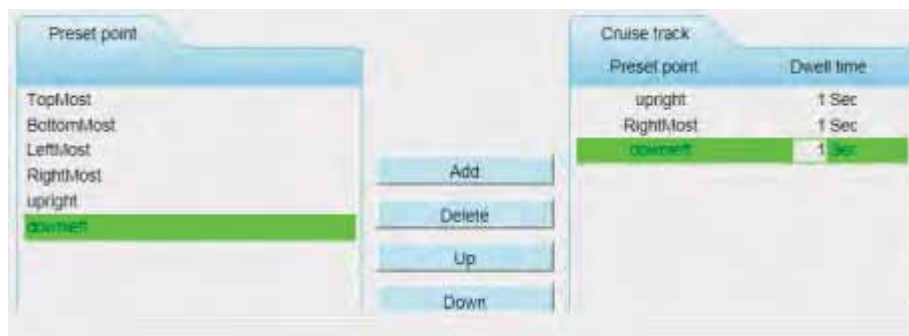 Preset point
TopMost
BottomMost
LeftMost
RightMost
upright
downleft
Add
Delete
Up
Down
Cruise track
Preset point Dwell time
upright 1 Sec
RightMost 1 Sec
downleft 1 Sec